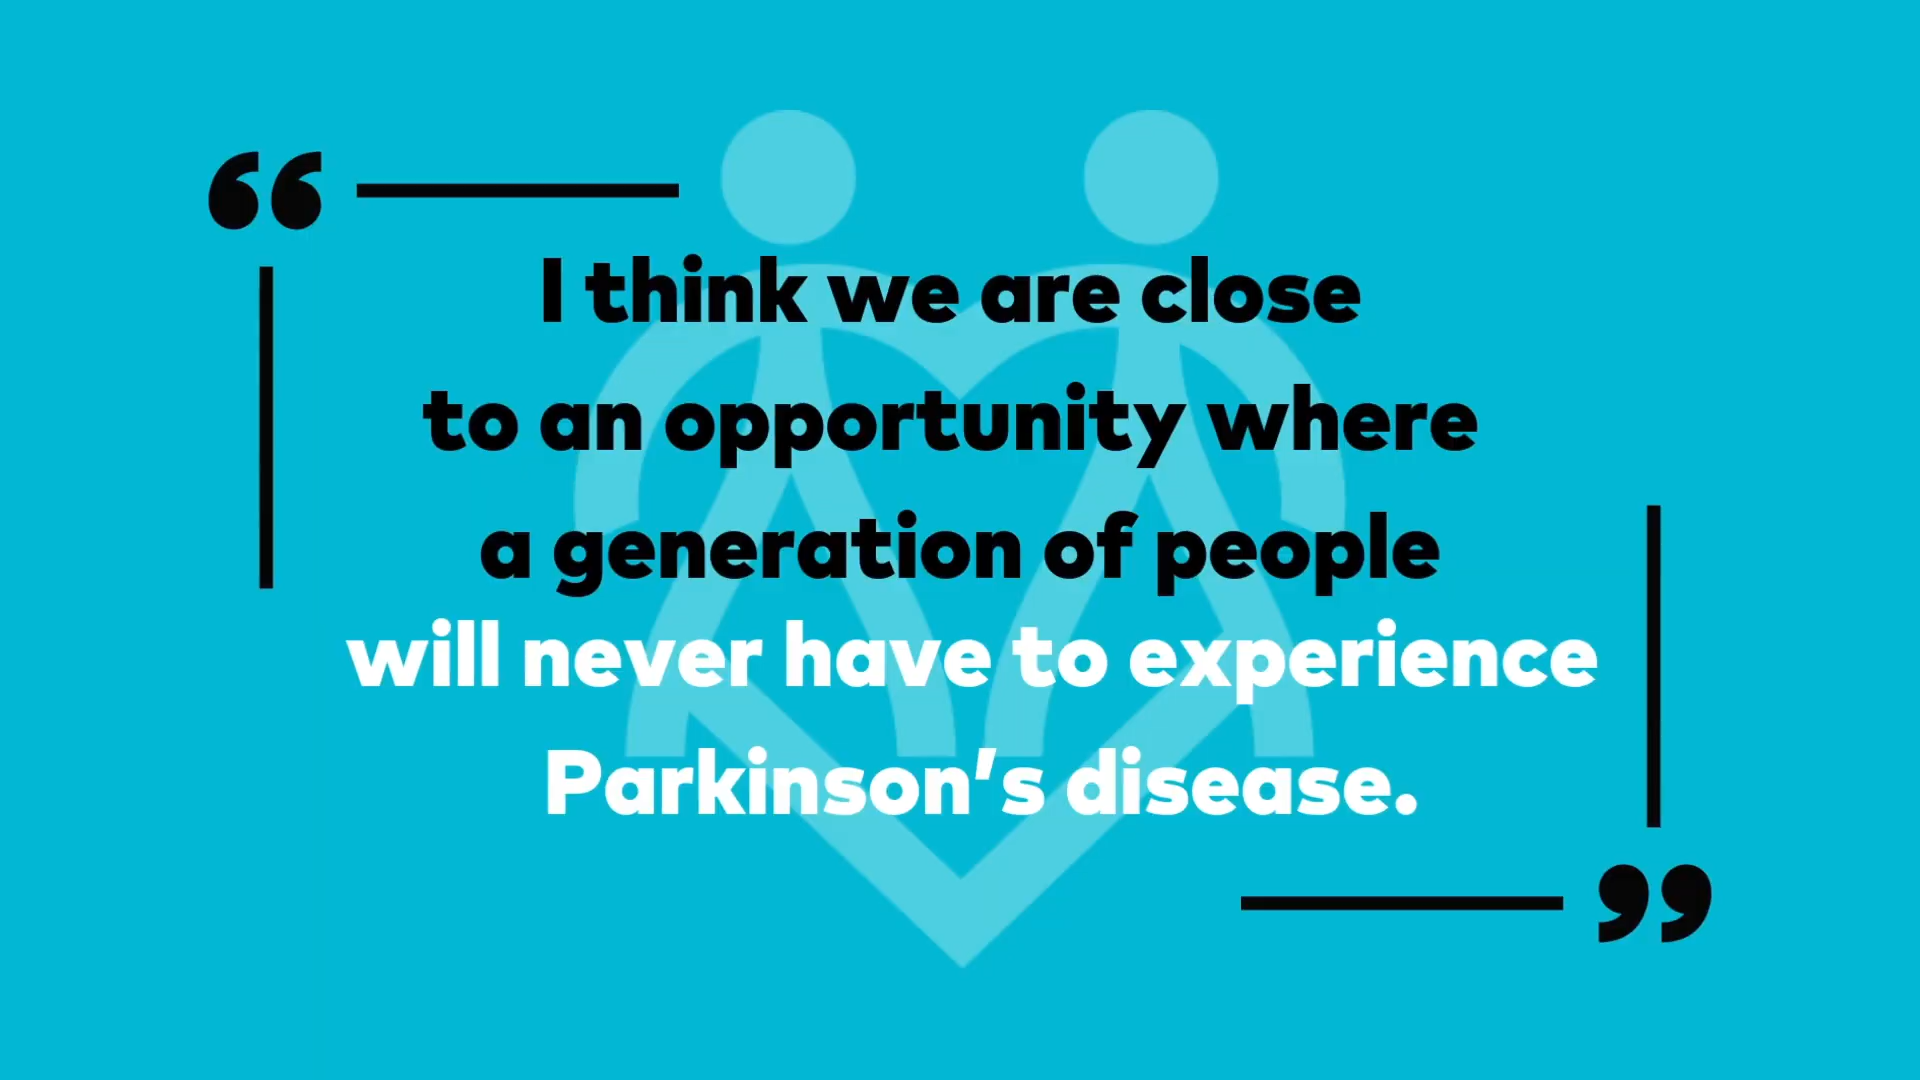 “
I think we are close
to an opportunity where
a generation of people
will never have to experience
Parkinson’s disease.
”